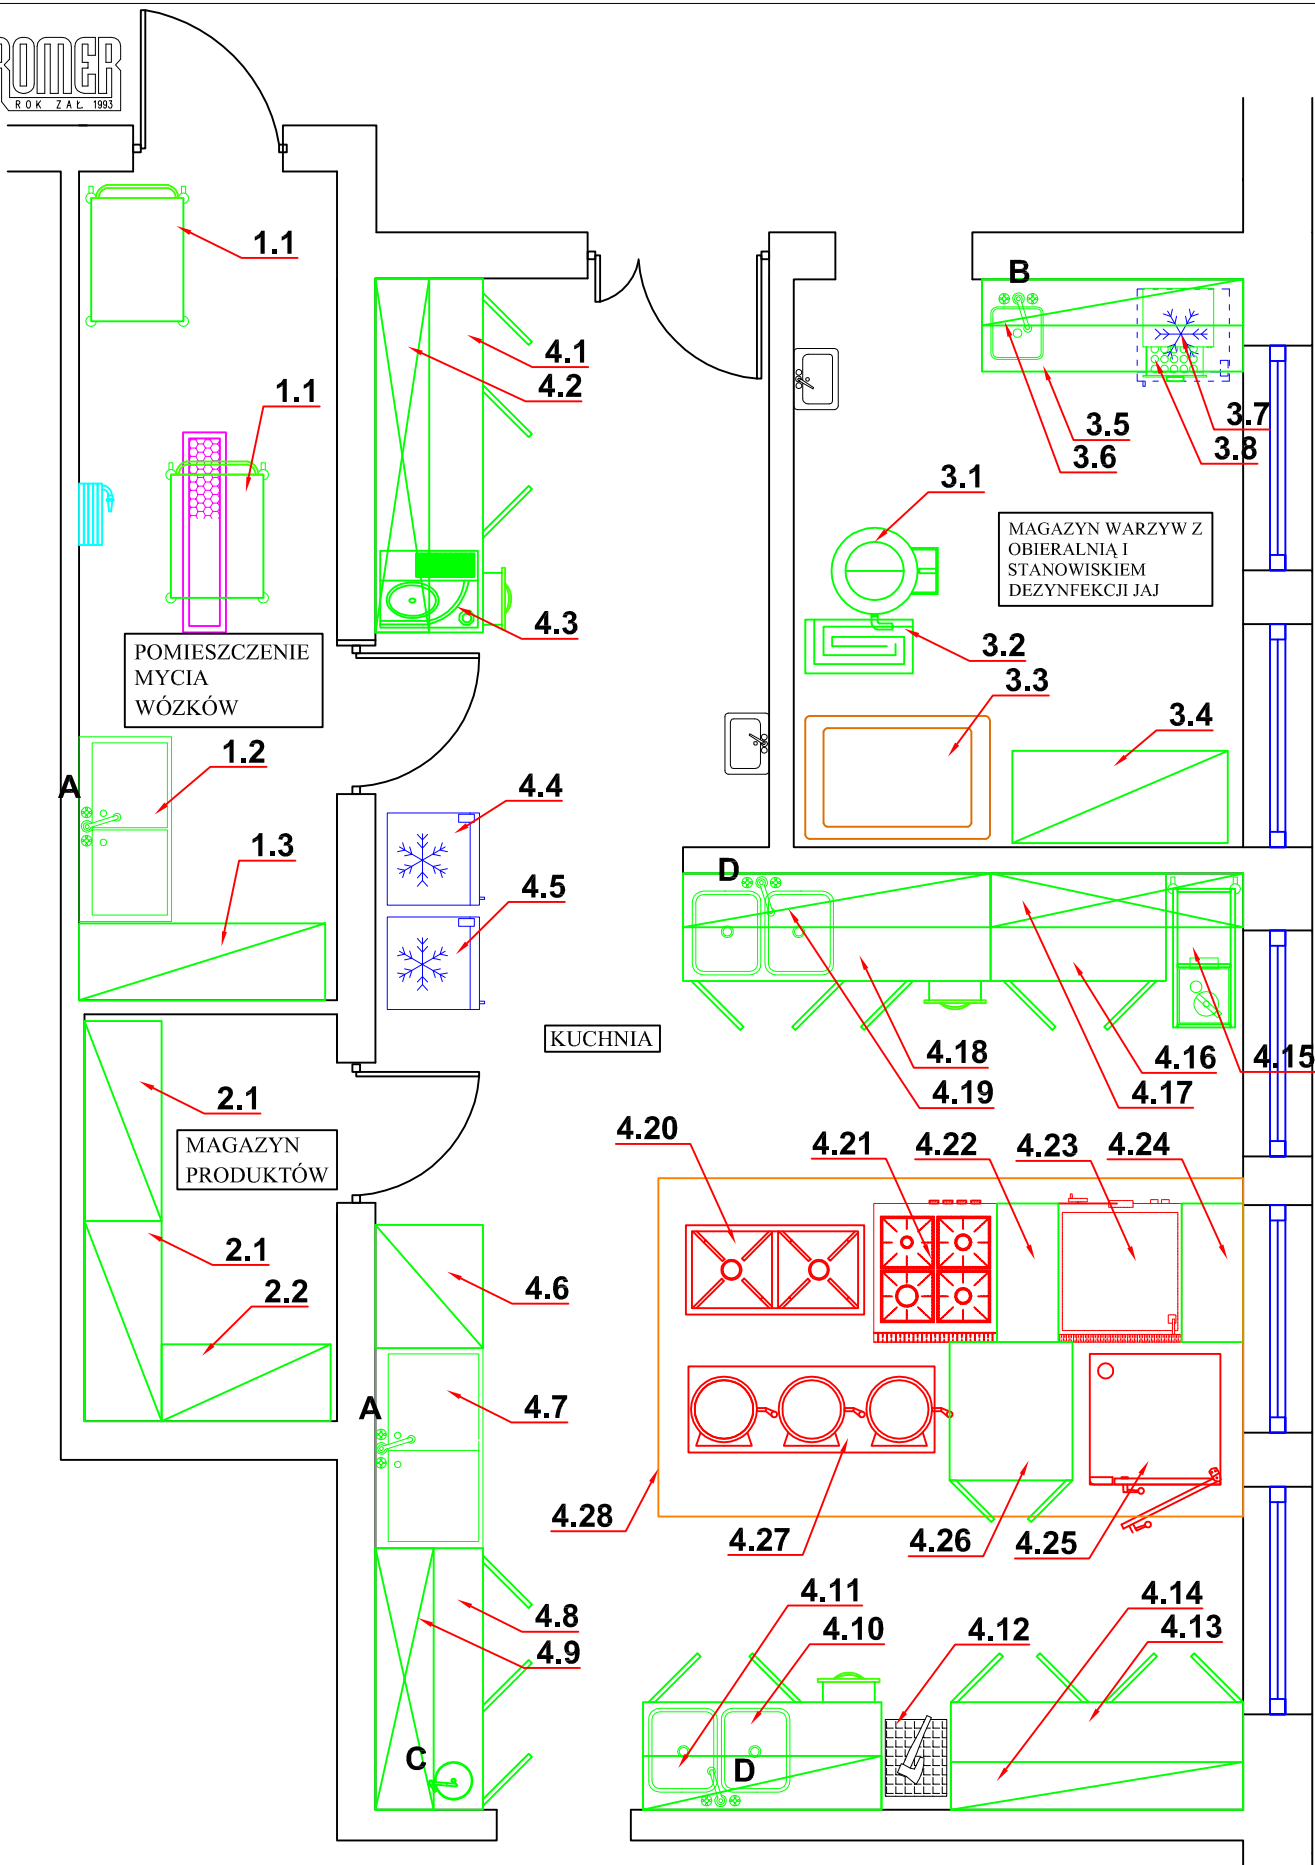 ROMER
ROK ZAŁ. 1993
1.1
4.1
4.2
1.1
B
3.7
3.5
3.8
3.6
3.1
MAGAZYN WARZYW Z
OBIERALNIĄ I
STANOWISKIEM
DEZYNFEKCJI JAJ
4.3
3.2
POMIESZCZENIE
MYCIA
WÓZKÓW
3.3
3.4
1.2
A
4.4
1.3
4.5
D
KUCHNIA
4.18
4.16
4.15
4.19
4.17
2.1
MAGAZYN
PRODUKTÓW
4.20
4.21
4.22
4.23
4.24
2.1
2.2
4.6
A
4.7
4.28
4.27
4.26
4.25
4.11
4.14
4.8
4.10
4.12
4.13
4.9
C
D